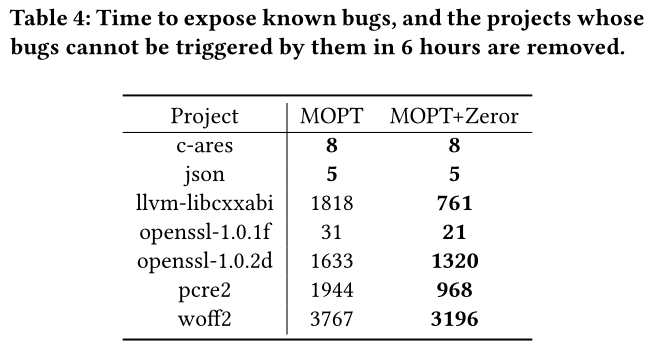 Table 4: Time to expose known bugs, and the projects whose
bugs cannot be triggered by them in 6 hours are removed.
Project MOPT MOPT+Zeror
c-ares 8 8
json 5 5
llvm-libcxxabi 1818 761
openssl-1.0.1f 31 21
openssl-1.0.2d 1633 1320
pcre2 1944 968
woff2 3767 3196